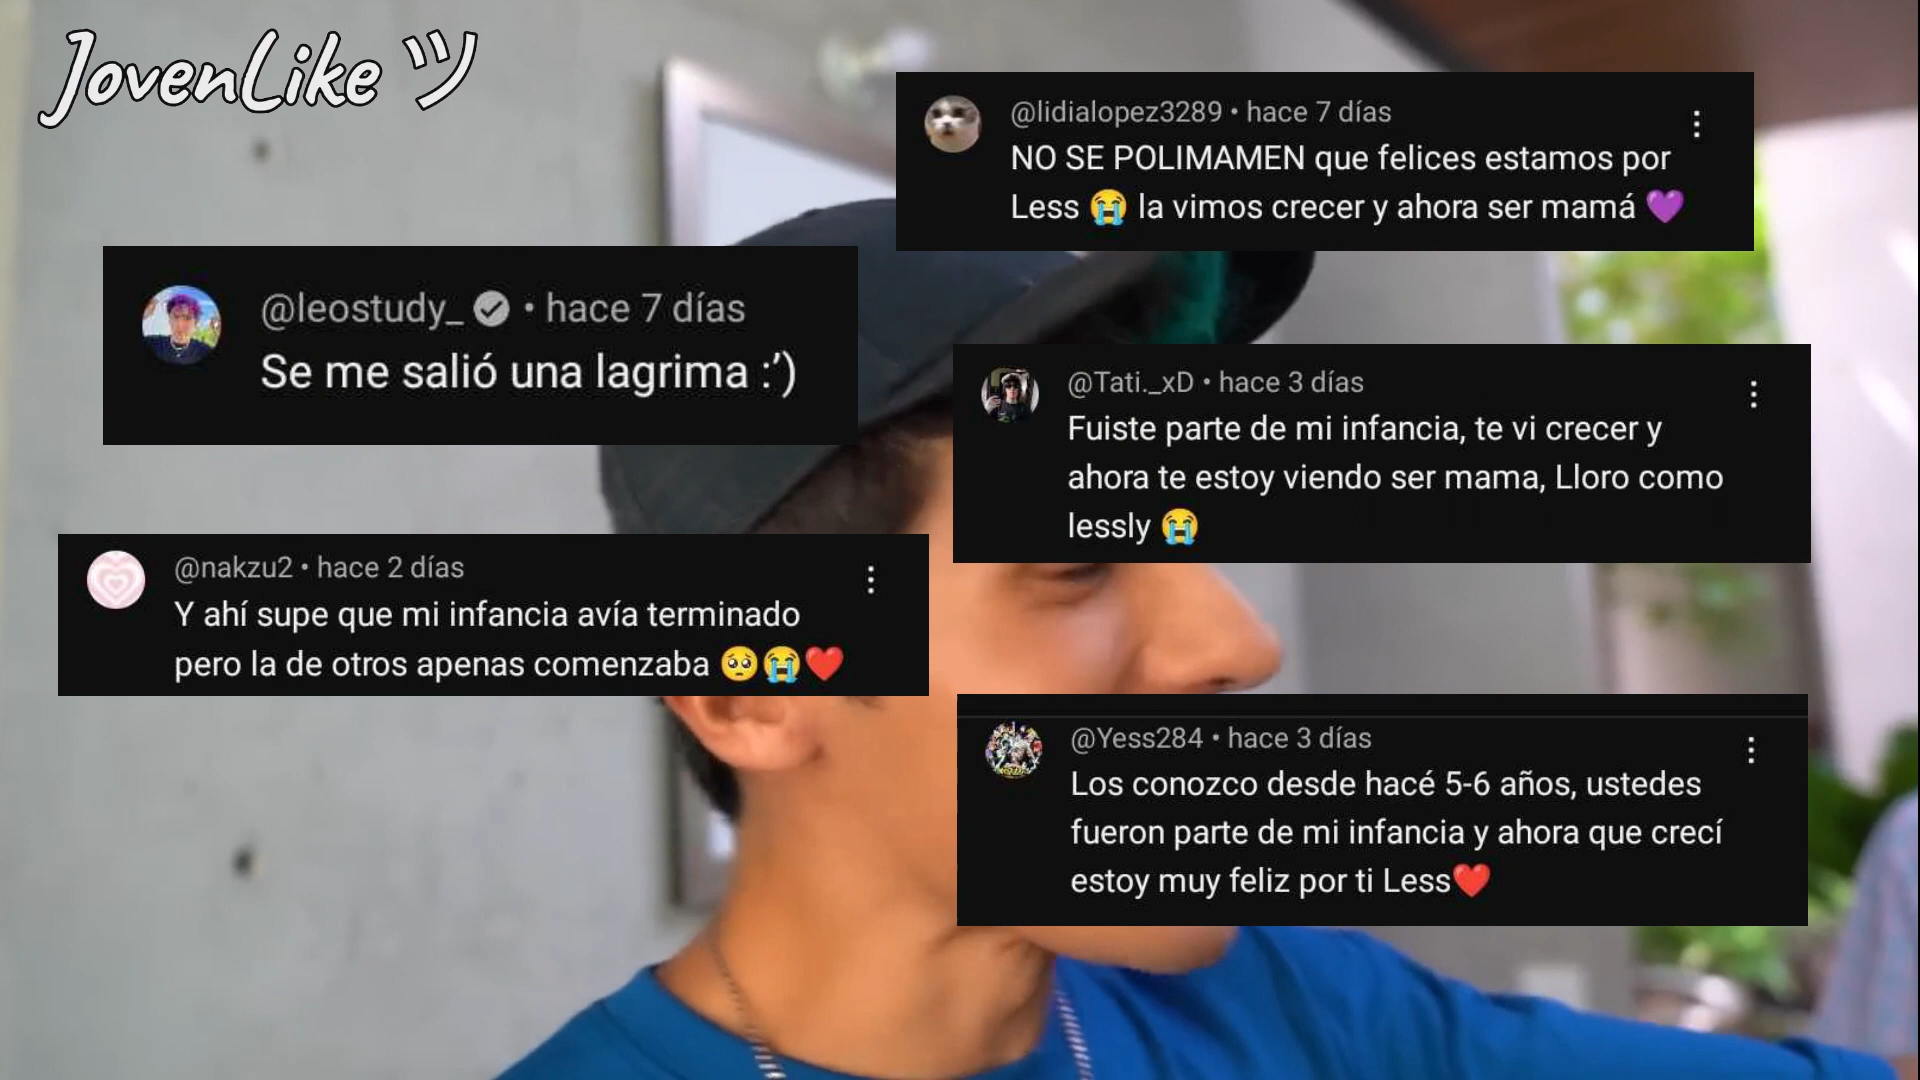 JovenLike ツ
@lidialopez3289 • hace 7 días
NO SE POLIMAMEN que felices estamos por
Less 😭 la vimos crecer y ahora ser mamá 💜
@leostudy_ • hace 7 días
Se me salió una lagrima :’)
@Tati._xD • hace 3 días
Fuiste parte de mi infancia, te vi crecer y
ahora te estoy viendo ser mama, Lloro como
lessly 😭
@nakzu2 • hace 2 días
Y ahí supe que mi infancia avía terminado
pero la de otros apenas comenzaba 🥺😭❤️
@Yess284 • hace 3 días
Los conozco desde hacé 5-6 años, ustedes
fueron parte de mi infancia y ahora que crecí
estoy muy feliz por ti Less❤️